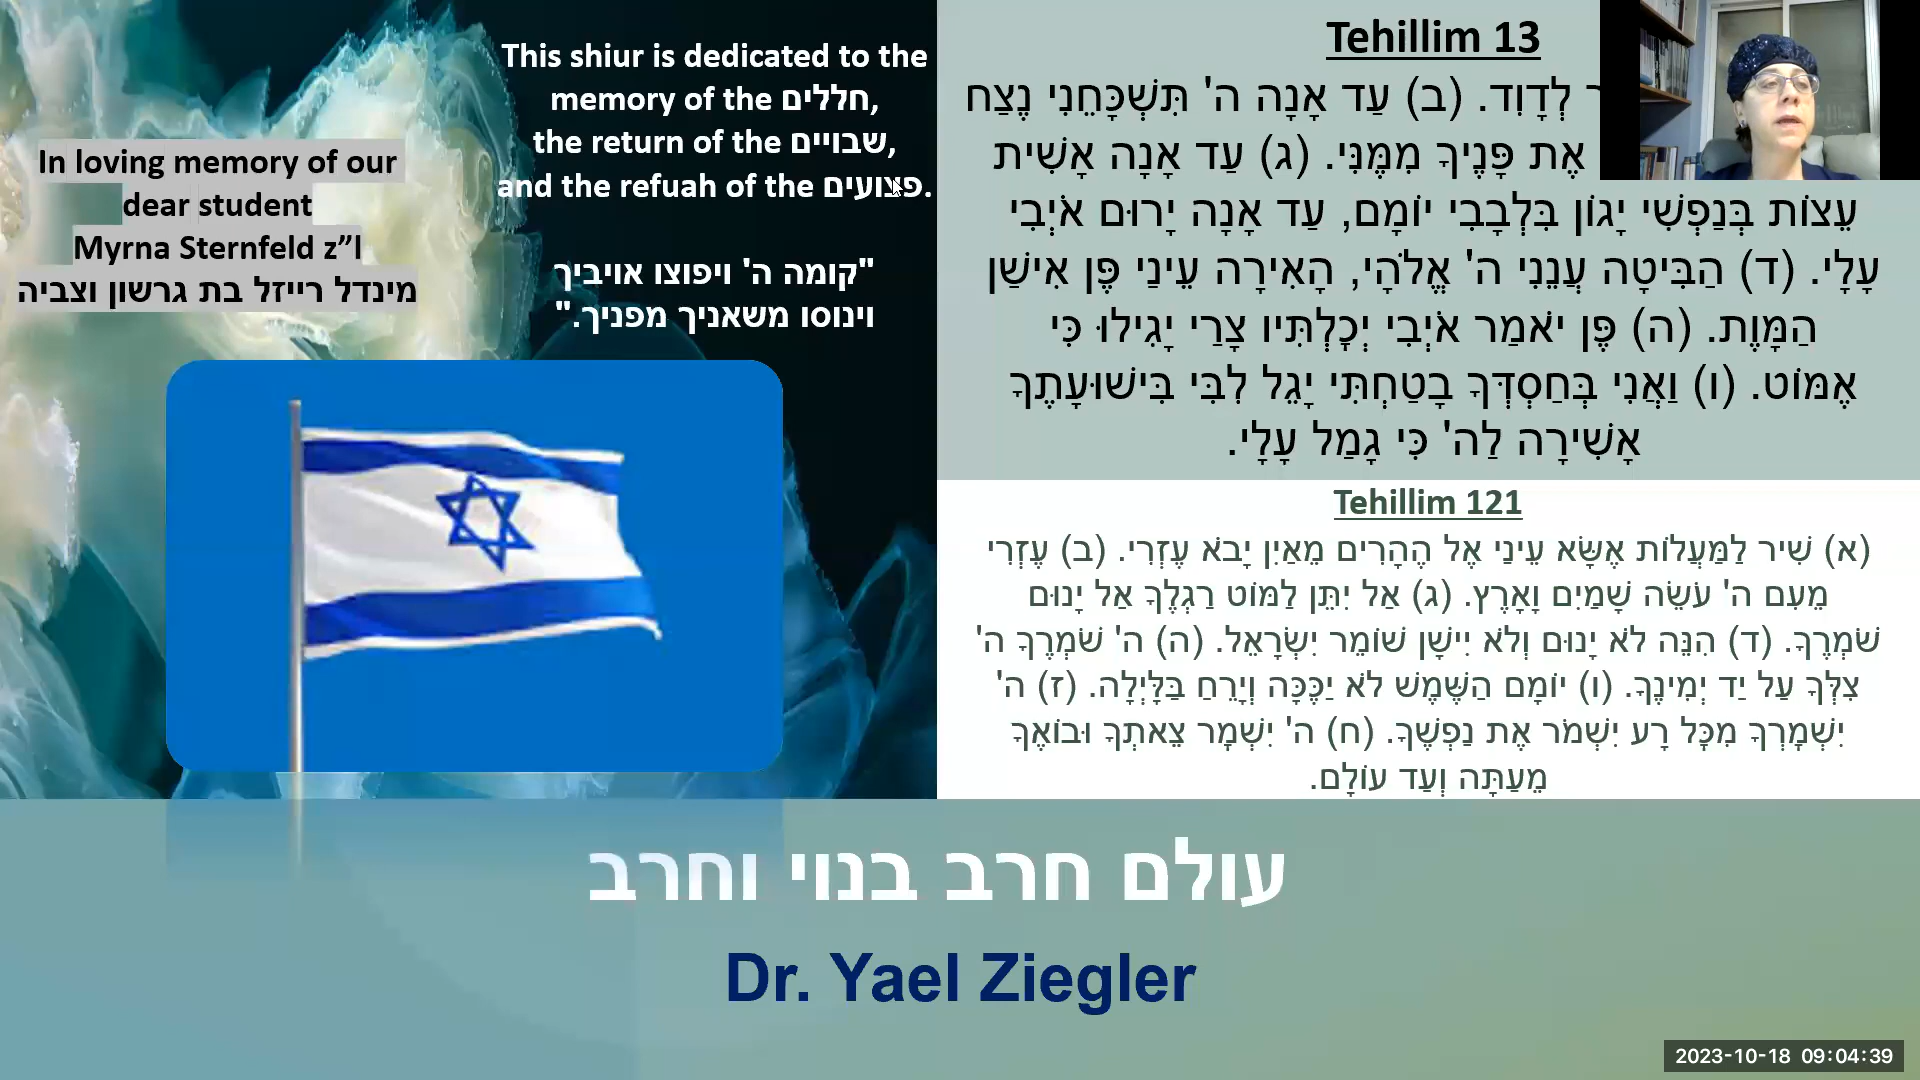 In loving memory of our
dear student
Myrna Sternfeld z”l
מינדל רייזל בת גרשון וצביה
This shiur is dedicated to the
memory of the חללים,
the return of the שבויים,
and the refuah of the פצועים.
"קומה ה' ויפוצו אויביך
וינוסו משאניך מפניך."
Tehillim 13
לְדָוִד. (ב) עַד אָנָה ה' תִּשְׁכָּחֵנִי נֶצַח
אֶת פָּנֶיךָ מִמֶּנִּי. (ג) עַד אָנָה אָשִׁית
עֵצוֹת בְּנַפְשִׁי יָגוֹן בִּלְבָבִי יוֹמָם, עַד אָנָה יָרוּם אֹיְבִי
עָלָי. (ד) הַבִּיטָה עֲנֵנִי ה' אֱלֹהָי, הָאִירָה עֵינַי פֶּן אִישַׁן
הַמָּוֶת. (ה) פֶּן יֹאמַר אֹיְבִי יְכָלְתִּיו צָרַי יָגִילוּ כִּי
אֶמּוֹט. (ו) וַאֲנִי בְּחַסְדְּךָ בָטַחְתִּי יָגֵל לִבִּי בִּישׁוּעָתֶךָ
אָשִׁירָה לַה' כִּי גָמַל עָלָי.
Tehillim 121
(א) שִׁיר לַמַּעֲלוֹת אֶשָּׂא עֵינַי אֶל הֶהָרִים מֵאַיִן יָבֹא עֶזְרִי. (ב) עֶזְרִי
מֵעִם ה' עֹשֵׂה שָׁמַיִם וָאָרֶץ. (ג) אַל יִתֵּן לַמּוֹט רַגְלֶךָ אַל יָנוּם
שֹׁמְרֶךָ. (ד) הִנֵּה לֹא יָנוּם וְלֹא יִישָׁן שׁוֹמֵר יִשְׂרָאֵל. (ה) ה' שֹׁמְרֶךָ ה'
צִלְּךָ עַל יַד יְמִינֶךָ. (ו) יוֹמָם הַשֶּׁמֶשׁ לֹא יַכֶּכָּה וְיָרֵחַ בַּלָּיְלָה. (ז) ה'
יִשְׁמָרְךָ מִכָּל רָע יִשְׁמֹר אֶת נַפְשֶׁךָ. (ח) ה' יִשְׁמָר צֵאתְךָ וּבוֹאֶךָ
מֵעַתָּה וְעַד עוֹלָם.
עולם חרב בנוי וחרב
Dr. Yael Ziegler
2023-10-18 09:04:39